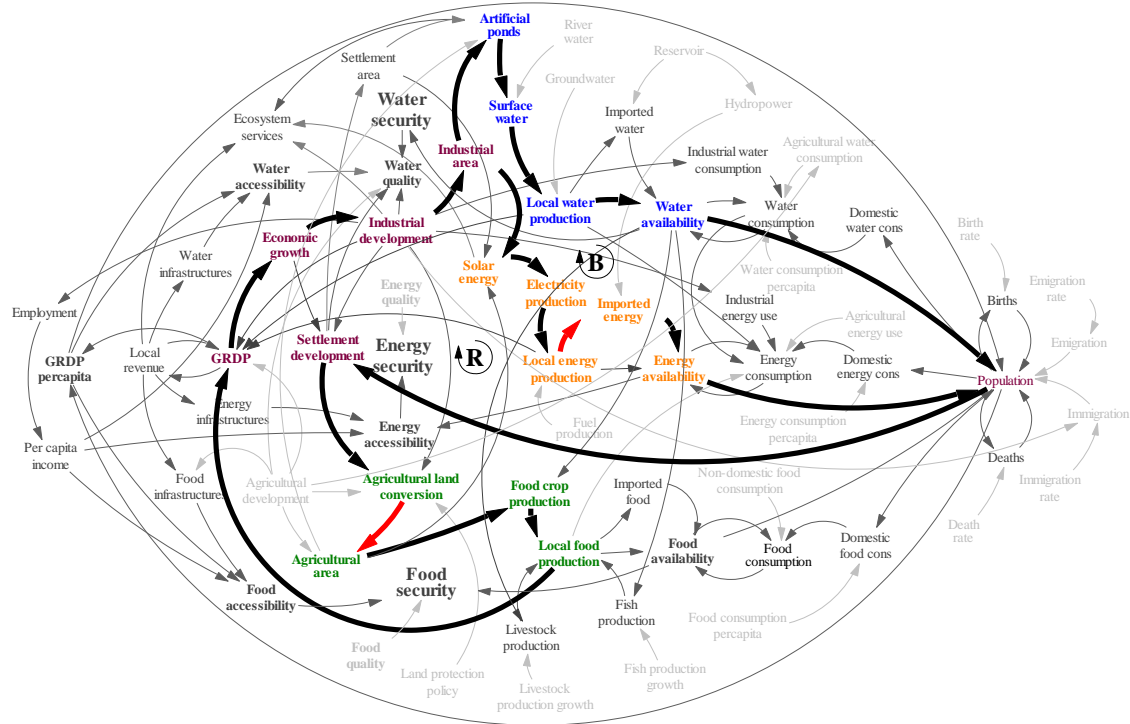 Artificial
ponds
River
water
Settlement
area
Reservoir
Groundwater
Water
security
Surface
water
Imported
water
Hydropower
Ecosystem
services
Industrial
area
Industrial water
consumption
Agricultural water
consumption
Water
accessibility
Water
quality
Local water
production
Water
availability
Water
consumption
Domestic
water cons
Birth
rate
Economic
growth
Industrial
development
Water
infrastructures
Solar
energy
B
Water consumption
percapita
Energy
quality
Electricity
production
Imported
energy
Industrial
energy use
Births
Emigration
rate
Employment
Agricultural
energy use
Emigration
GRDP
percapita
Local
revenue
GRDP
Settlement
development
Energy
security
R
Local energy
production
Energy
availability
Energy
consumption
Domestic
energy cons
Population
Energy
infrastructures
Energy
accessibility
Fuel
production
Energy consumption
percapita
Immigration
Per capita
income
Deaths
Food
infrastructures
Agricultural
development
Agricultural land
conversion
Food crop
production
Imported
food
Non-domestic food
consumption
Immigration
rate
Death
rate
Agricultural
area
Local food
production
Food
availability
Food
consumption
Domestic
food cons
Food
accessibility
Food
security
Fish
production
Food consumption
percapita
Livestock
production
Food
quality
Land protection
policy
Livestock
production growth
Fish production
growth